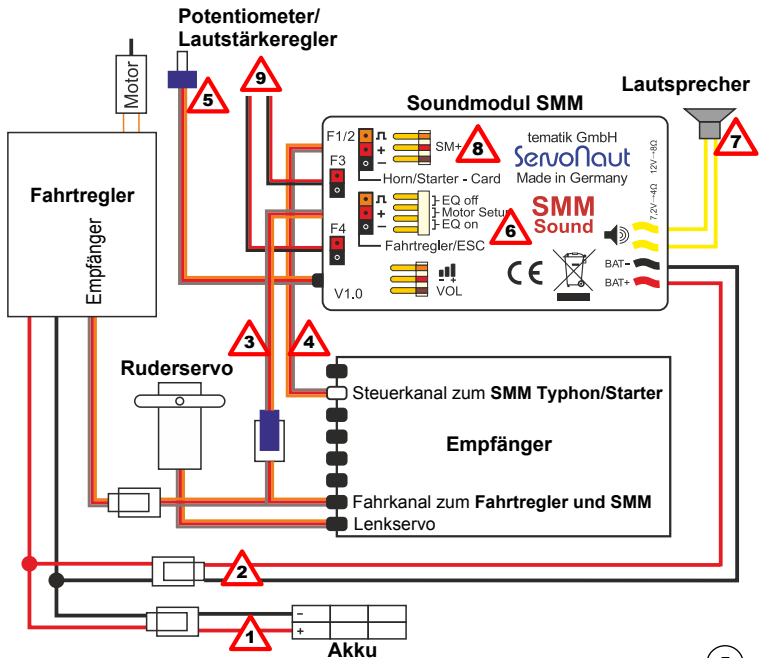 Potentiometer/
Lautstärkeregler
Motor
5
9
Lautsprecher
7
Soundmodul SMM
Fahrtregler
Empfänger
F1/2
+
−
SM+
8
Horn/Starter - Card
F3
EQ off
+
Motor Setup
−
EQ on
6
F4
Fahrtregler/ESC
V1.0
- +
VOL
tematik GmbH
ServoNaut
Made in Germany
SMM
Sound
CE
7.2V→4Ω 12V→8Ω
BAT−
BAT+
3
4
Ruderservo
Steuerkanal zum SMM Typhon/Starter
Empfänger
Fahrkanal zum Fahrtregler und SMM
Lenkservo
2
1
−
+
Akku